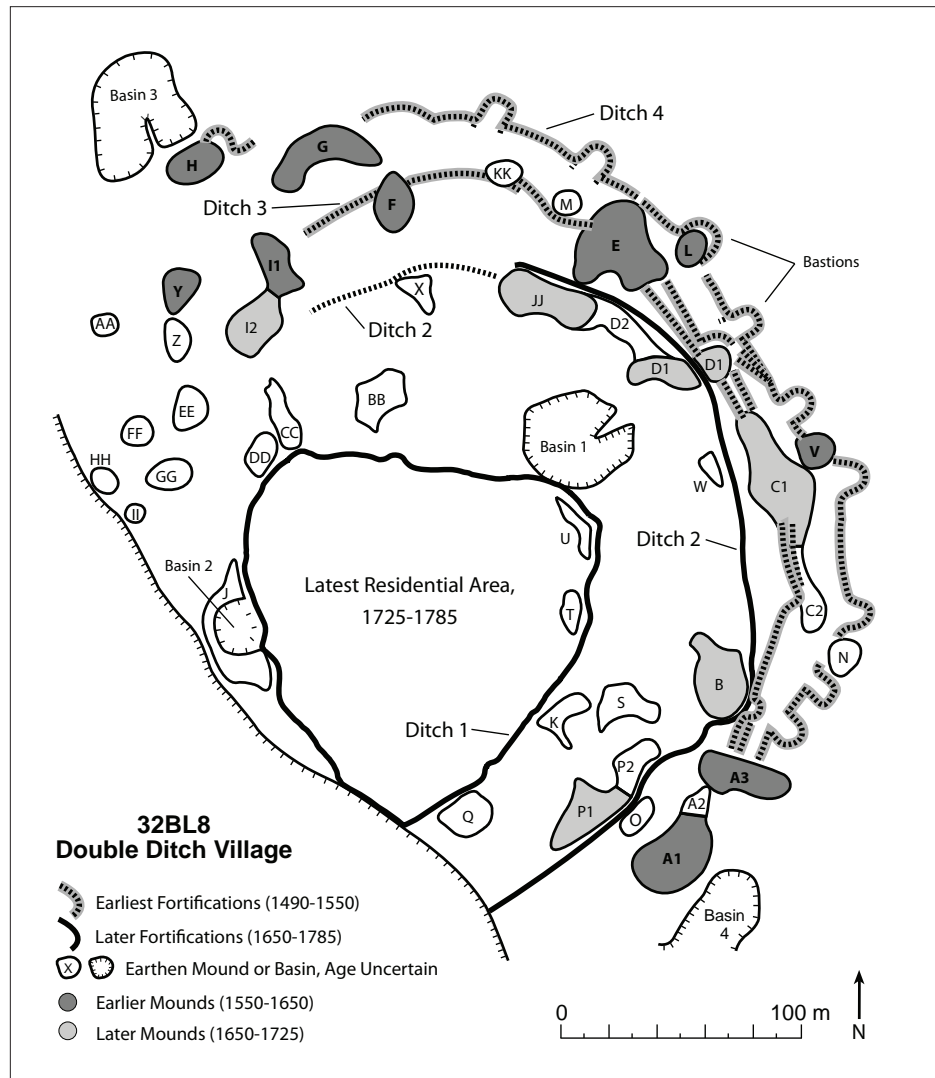 Basin 3
Ditch 4
H
G
KK
Ditch 3
F
M
E
L
Bastions
I1
Y
X
JJ
I2
AA
Z
Ditch 2
D2
D1
D1
BB
EE
CC
FF
DD
Basin 1
V
HH
GG
W
C1
II
U
Ditch 2
Basin 2
J
Latest Residential Area,
1725-1785
T
C2
N
B
Ditch 1
K
S
P2
A3
Q
P1
O
A2
A1
32BL8
Double Ditch Village
Earliest Fortifications (1490-1550)
Later Fortifications (1650-1785)
X
Earthen Mound or Basin, Age Uncertain
Earlier Mounds (1550-1650)
Later Mounds (1650-1725)
Basin
4
0
100 m
N